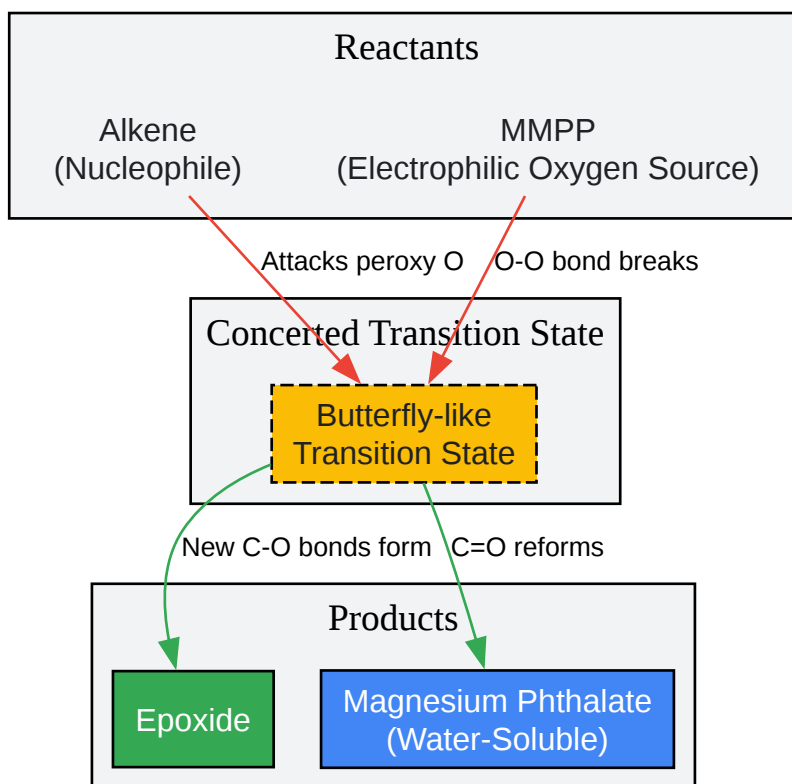 Reactants
Alkene
(Nucleophile)
MMPP
(Electrophilic Oxygen Source)
Attacks peroxy O
O-O bond breaks
Concerted Transition State
Butterfly-like
Transition State
New C-O bonds form
C=O reforms
Products
Epoxide
Magnesium Phthalate
(Water-Soluble)